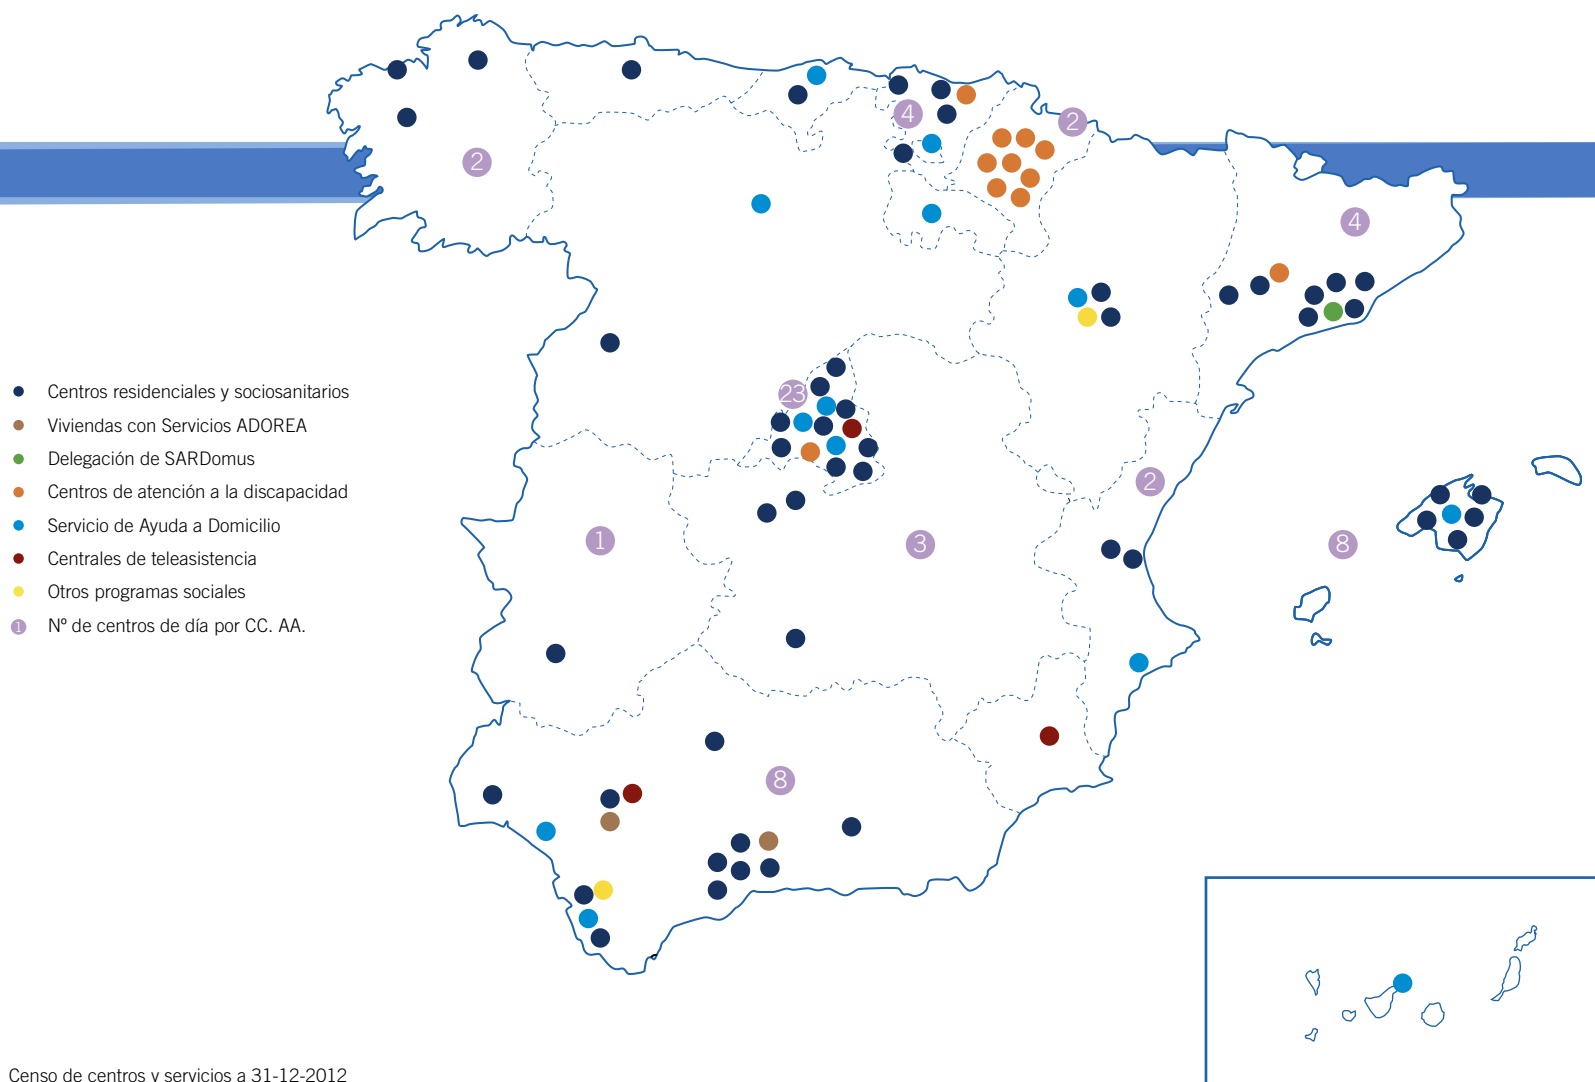 2
4
2
4
23
2
1
3
8
8
Centros residenciales y sociosanitarios
Viviendas con Servicios ADOREA
Delegación de SARDomus
Centros de atención a la discapacidad
Servicio de Ayuda a Domicilio
Centrales de teleasistencia
Otros programas sociales
1 Nº de centros de día por CC. AA.
Censo de centros y servicios a 31-12-2012